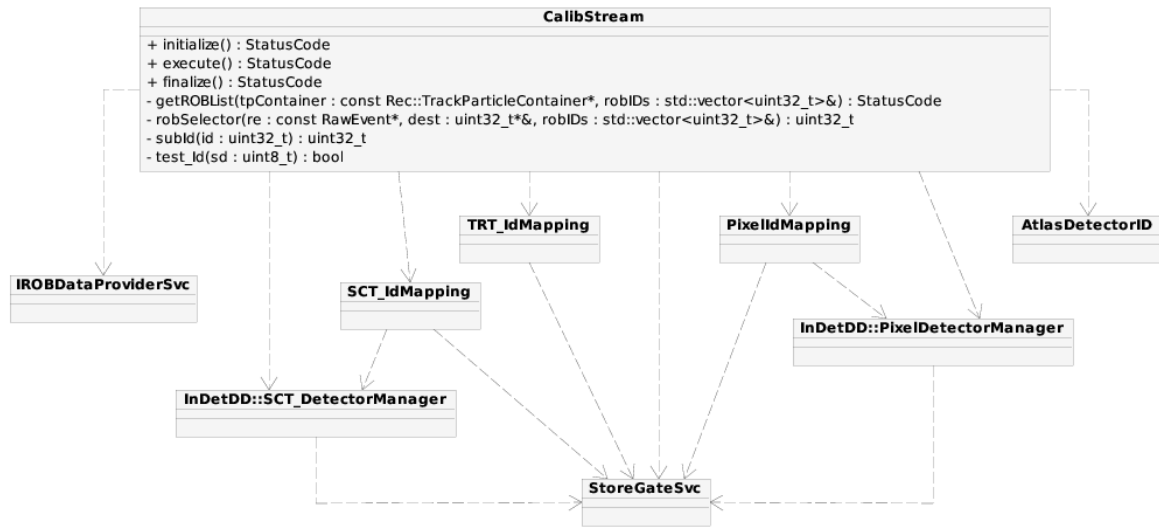 CalibStream
+ initialize() : StatusCode
+ execute() : StatusCode
+ finalize() : StatusCode
- getROBList(tpContainer : const Rec::TrackParticleContainer*, robIDs : std::vector<uint32_t>&) : StatusCode
- robSelector(re : const RawEvent*, dest : uint32_t*&, robIDs : std::vector<uint32_t>&) : uint32_t
- subId(id : uint32_t) : uint32_t
- test_Id(sd : uint8_t) : bool
TRT_IdMapping
PixelIdMapping
AtlasDetectorID
IROBDataProviderSvc
SCT_IdMapping
InDetDD::PixelDetectorManager
InDetDD::SCT_DetectorManager
StoreGateSvc